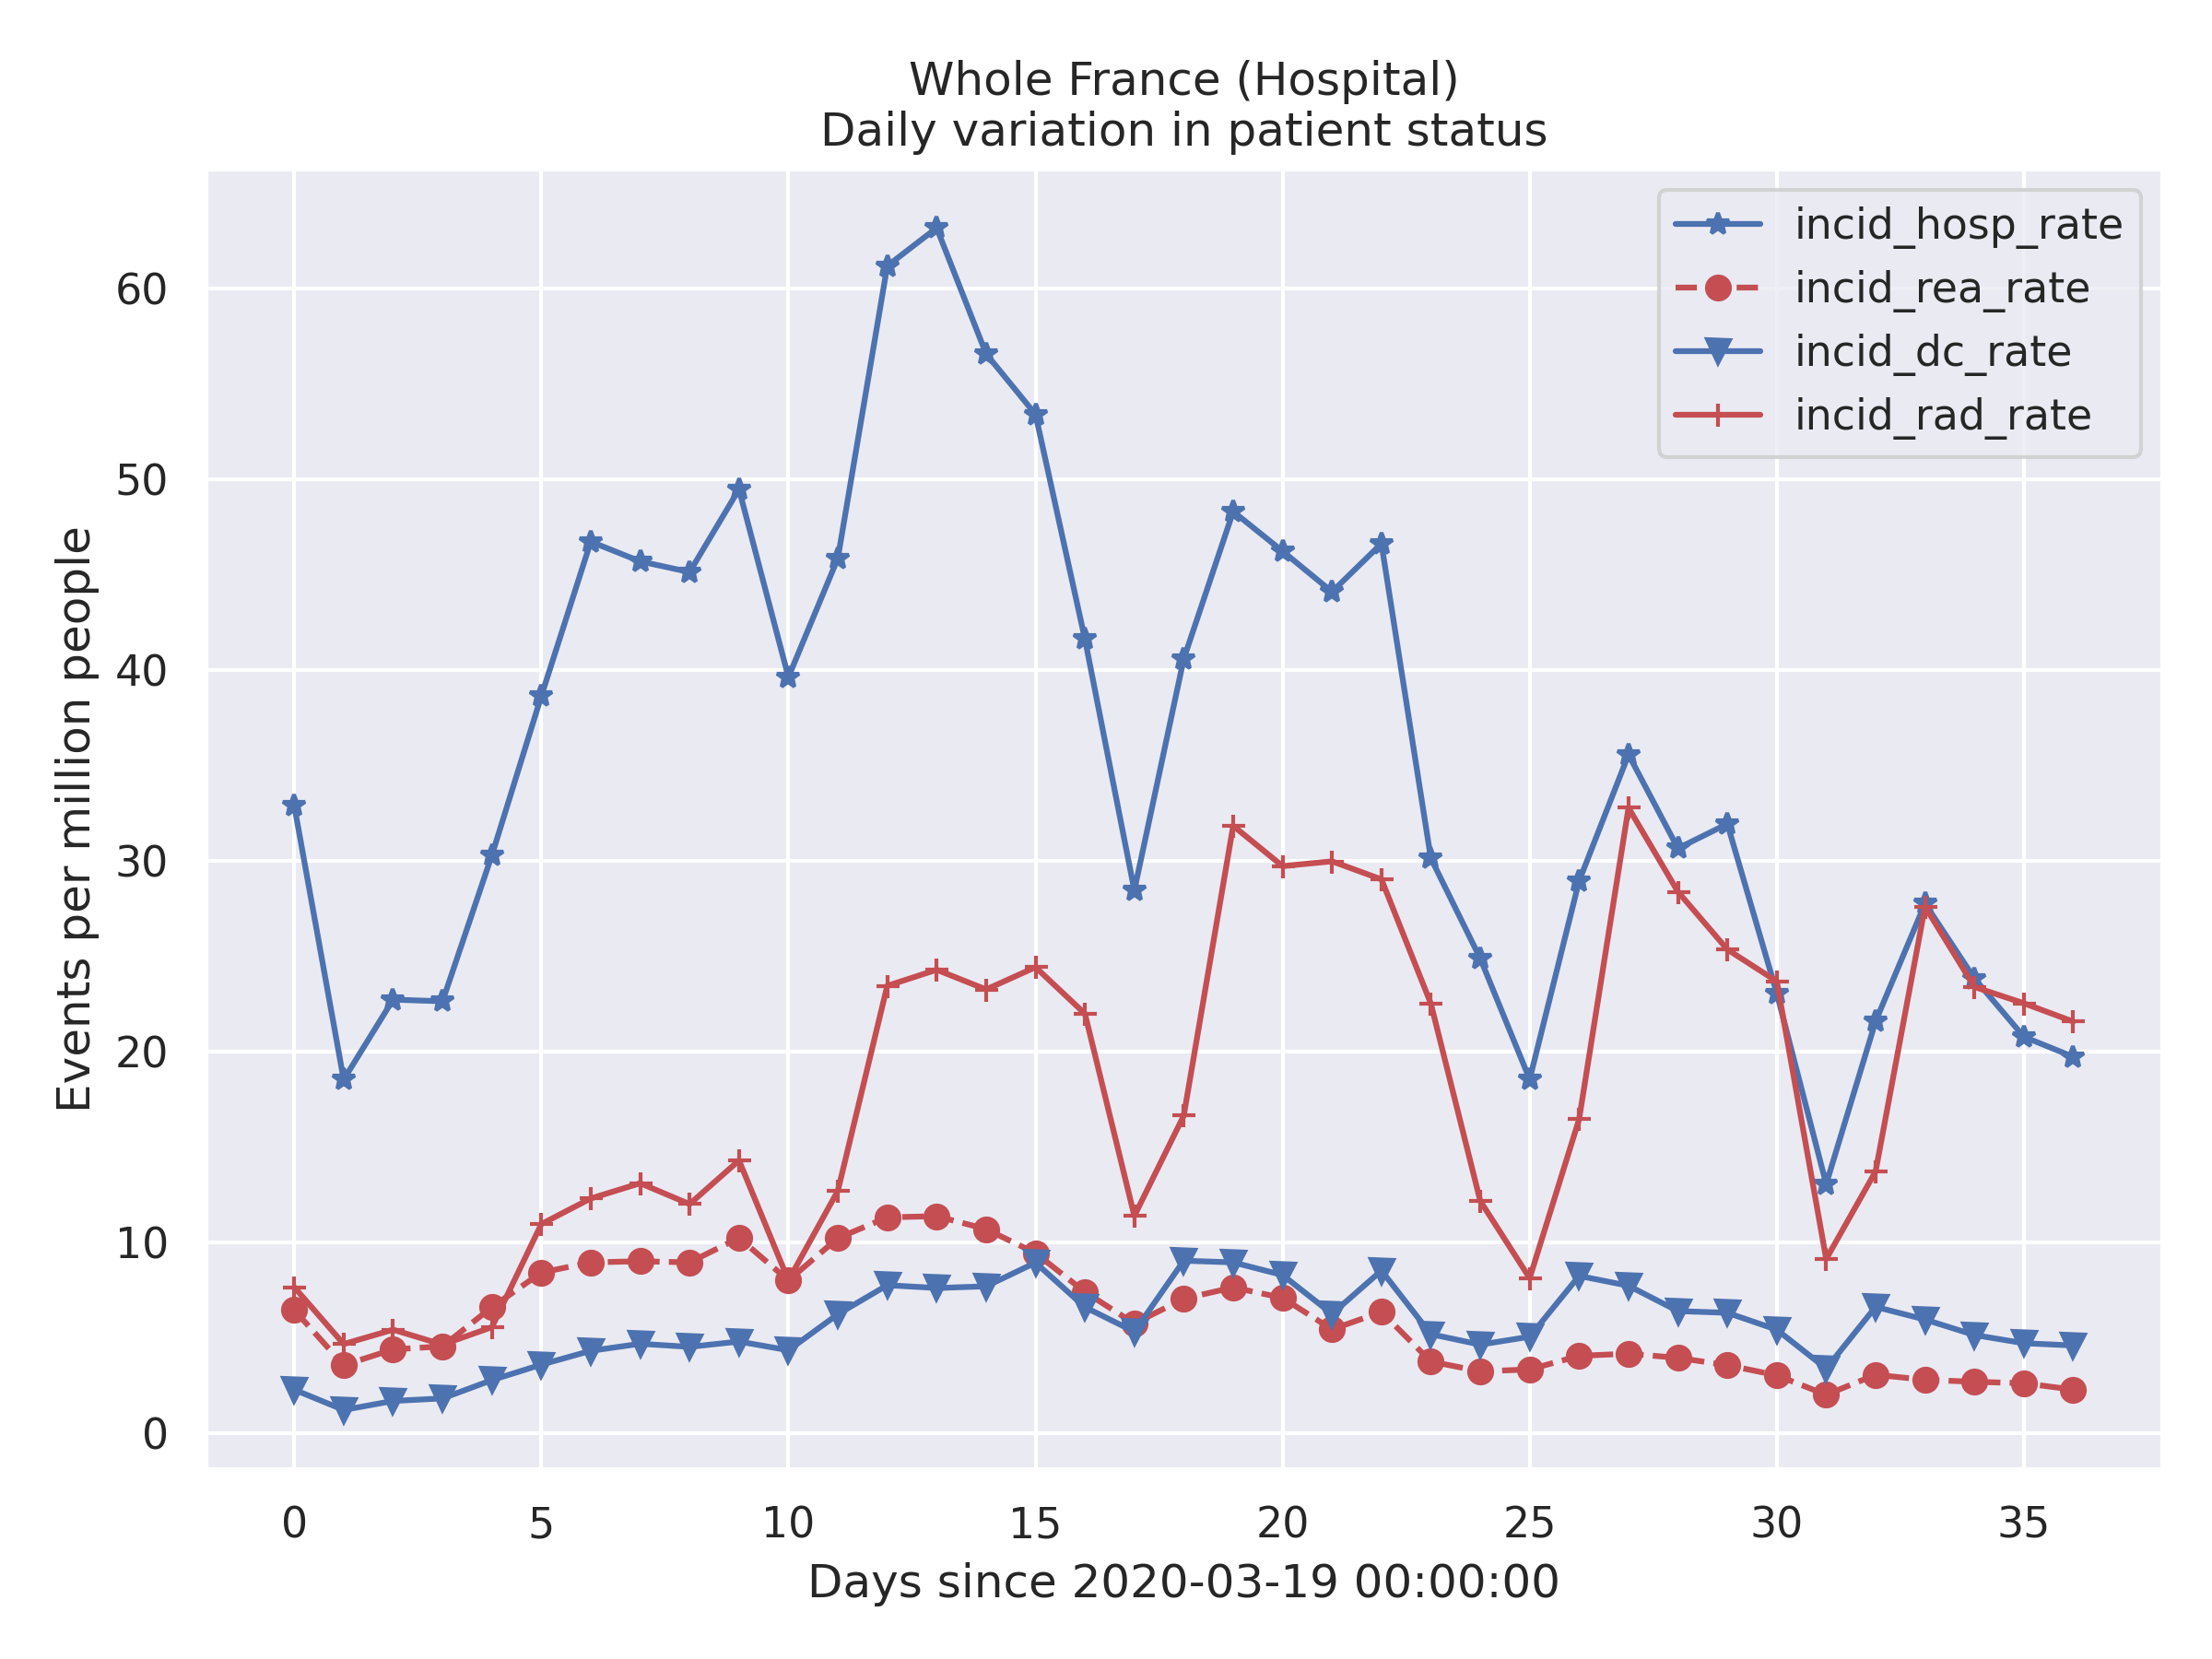 Whole France (Hospital)
Daily variation in patient status
incid_hosp_rate
incid_rea_rate
incid_dc_rate
incid_rad_rate
Events per million people
60
50
40
30
20
10
0
0 5 10 15 20 25 30 35
Days since 2020-03-19 00:00:00